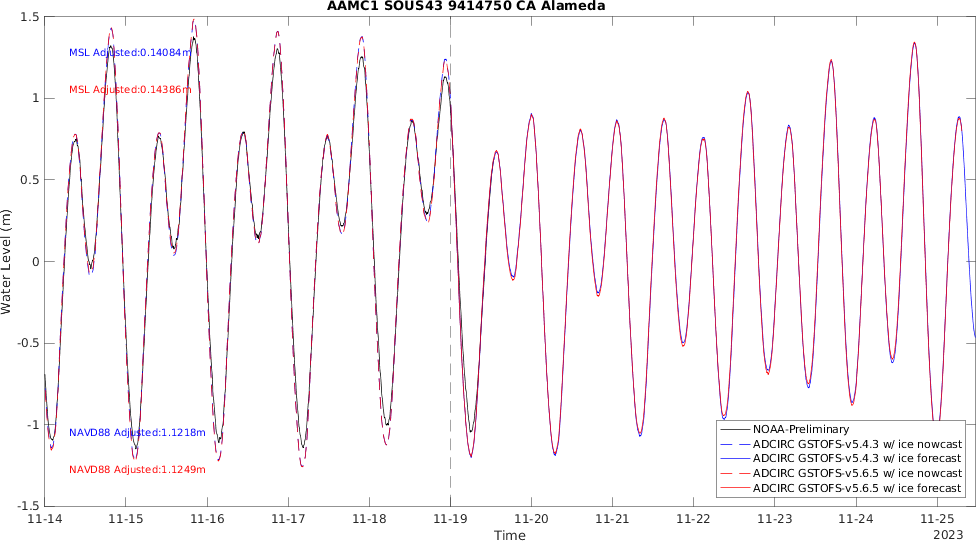 AAMC1 SOUS43 9414750 CA Alameda
1.5
1
0.5
0
-0.5
-1
-1.5
Water Level (m)
MSL Adjusted:0.14084m
MSL Adjusted:0.14386m
NAVD88 Adjusted:1.1218m
NAVD88 Adjusted:1.1249m
NOAA-Preliminary
ADCIRC GSTOFS-v5.4.3 w/ ice nowcast
ADCIRC GSTOFS-v5.4.3 w/ ice forecast
ADCIRC GSTOFS-v5.6.5 w/ ice nowcast
ADCIRC GSTOFS-v5.6.5 w/ ice forecast
11-14 11-15 11-16 11-17 11-18 11-19 11-20 11-21 11-22 11-23 11-24 11-25
Time
2023